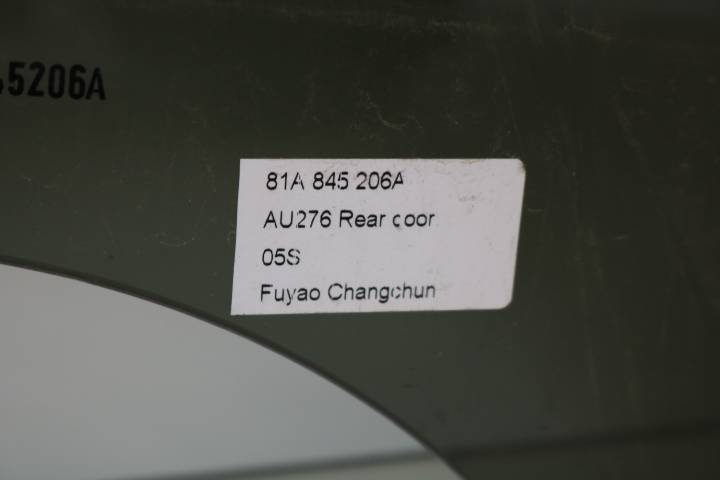 5206A
81A 845 206A
AU276 Rear coor
05S
Fuyao Changchun